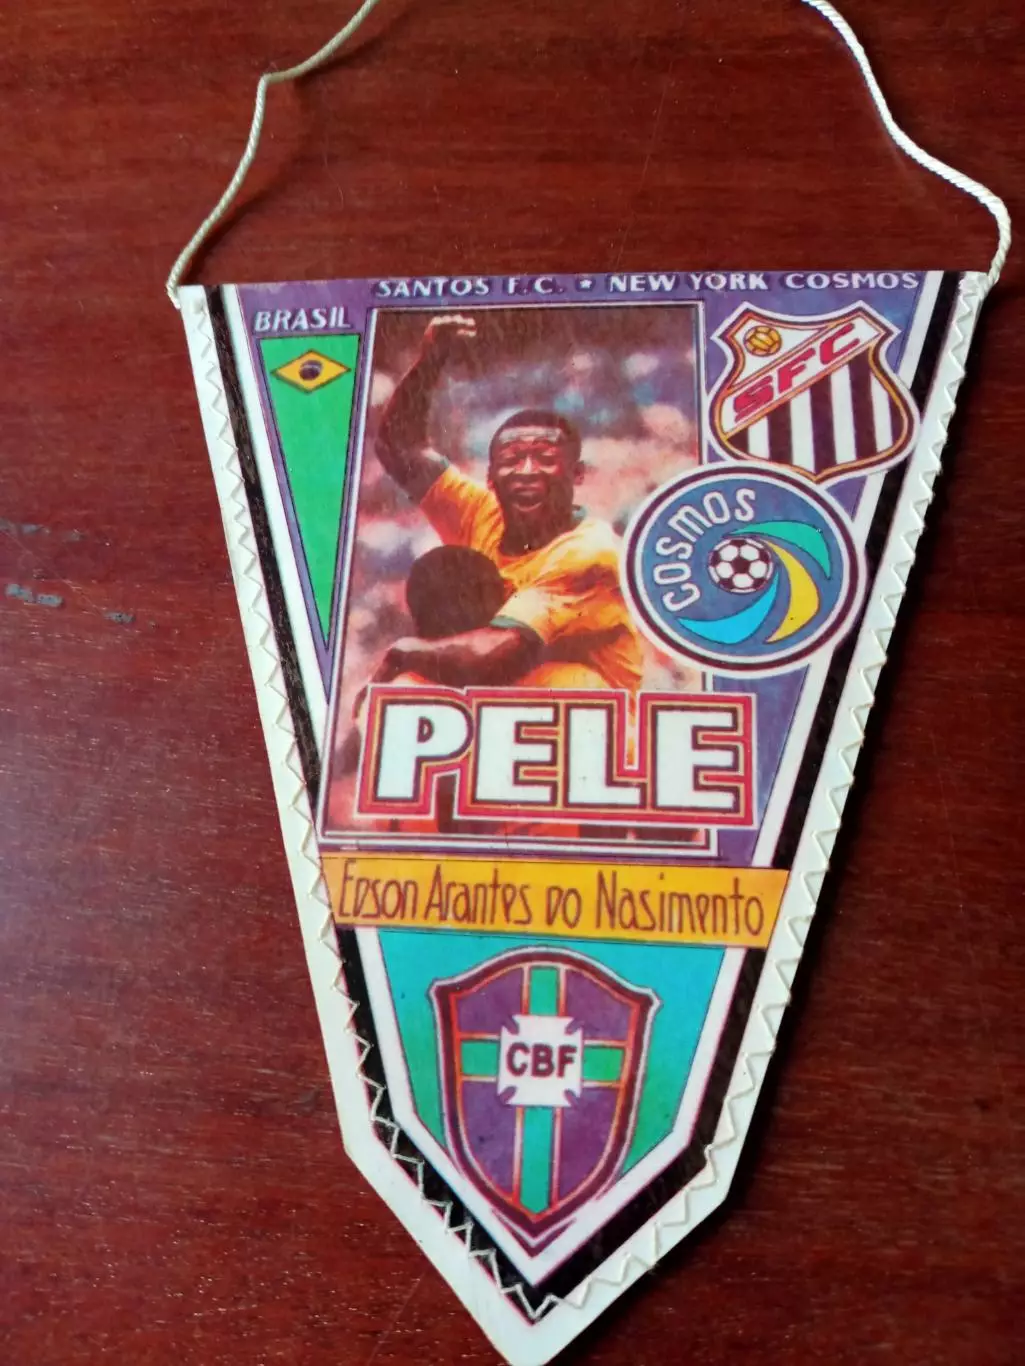 SANTOS F.C. ★ NEW YORK COSMOS
BRASIL
SFC
COSMOS
PELE
Edson Arantes do Nasimento
CBF